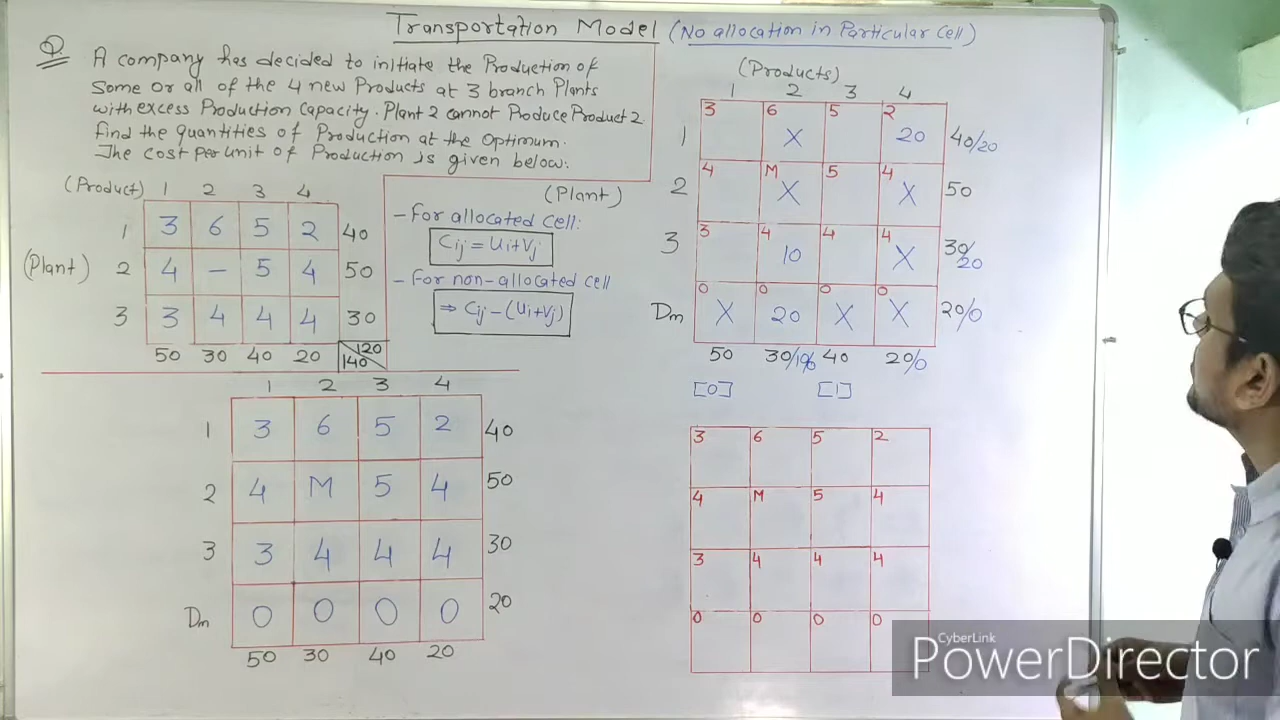 Transportation Model (No allocation in Particular cell)
Q. A company has decided to initiate the Production of
Some or all of the 4 new Products at 3 branch Plants
with excess Production Capacity. Plant 2 cannot Produce Product 2.
find the quantities of Production at the Optimum.
The cost per unit of Production is given below:
(Product) 1 2 3 4
1 3 6 5 2 40
(Plant) 2 4 - 5 4 50
3 3 4 4 4 30
50 30 40 20 120
140
(Plant)
- for allocated cell:
Cij = Ui+Vj
- for non-allocated cell
⇒ Cij - (Ui+Vj)
1 2 3 4
1 3 6 5 2 40
2 4 M 5 4 50
3 3 4 4 4 30
Dm 0 0 0 0 20
50 30 40 20
(Products)
1 2 3 4
3 6 5 2
1 X 20 40/20
4 M 5 4
2 X X 50
3 4 4 4
3 10 X 30/20
0 0 0 0
Dm X 20 X X 20/0
50 30/10/0 40 20/0
[0] [1]
3 6 5 2
4 M 5 4
3 4 4 4
0 0 0 0
CyberLink
PowerDirector